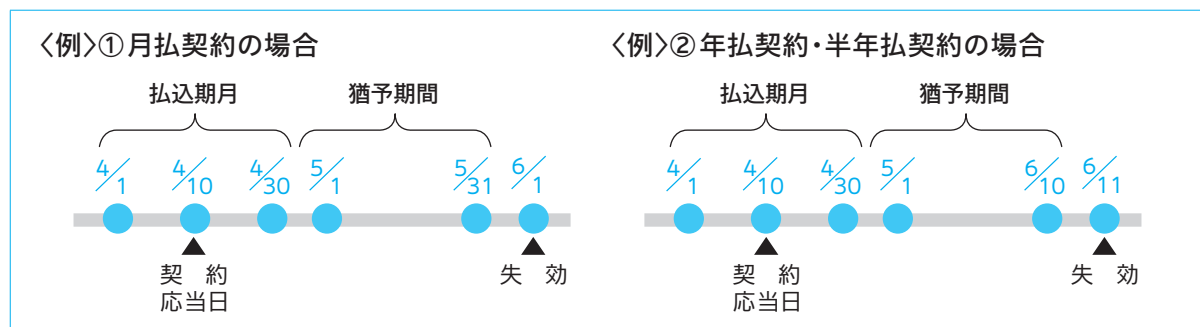 〈例〉①月払契約の場合
払込期月 猶予期間
4/1 4/10 4/30 5/1 5/31 6/1
契 約
応当日
失 効
〈例〉②年払契約・半年払契約の場合
払込期月 猶予期間
4/1 4/10 4/30 5/1 6/10 6/11
契 約
応当日
失 効